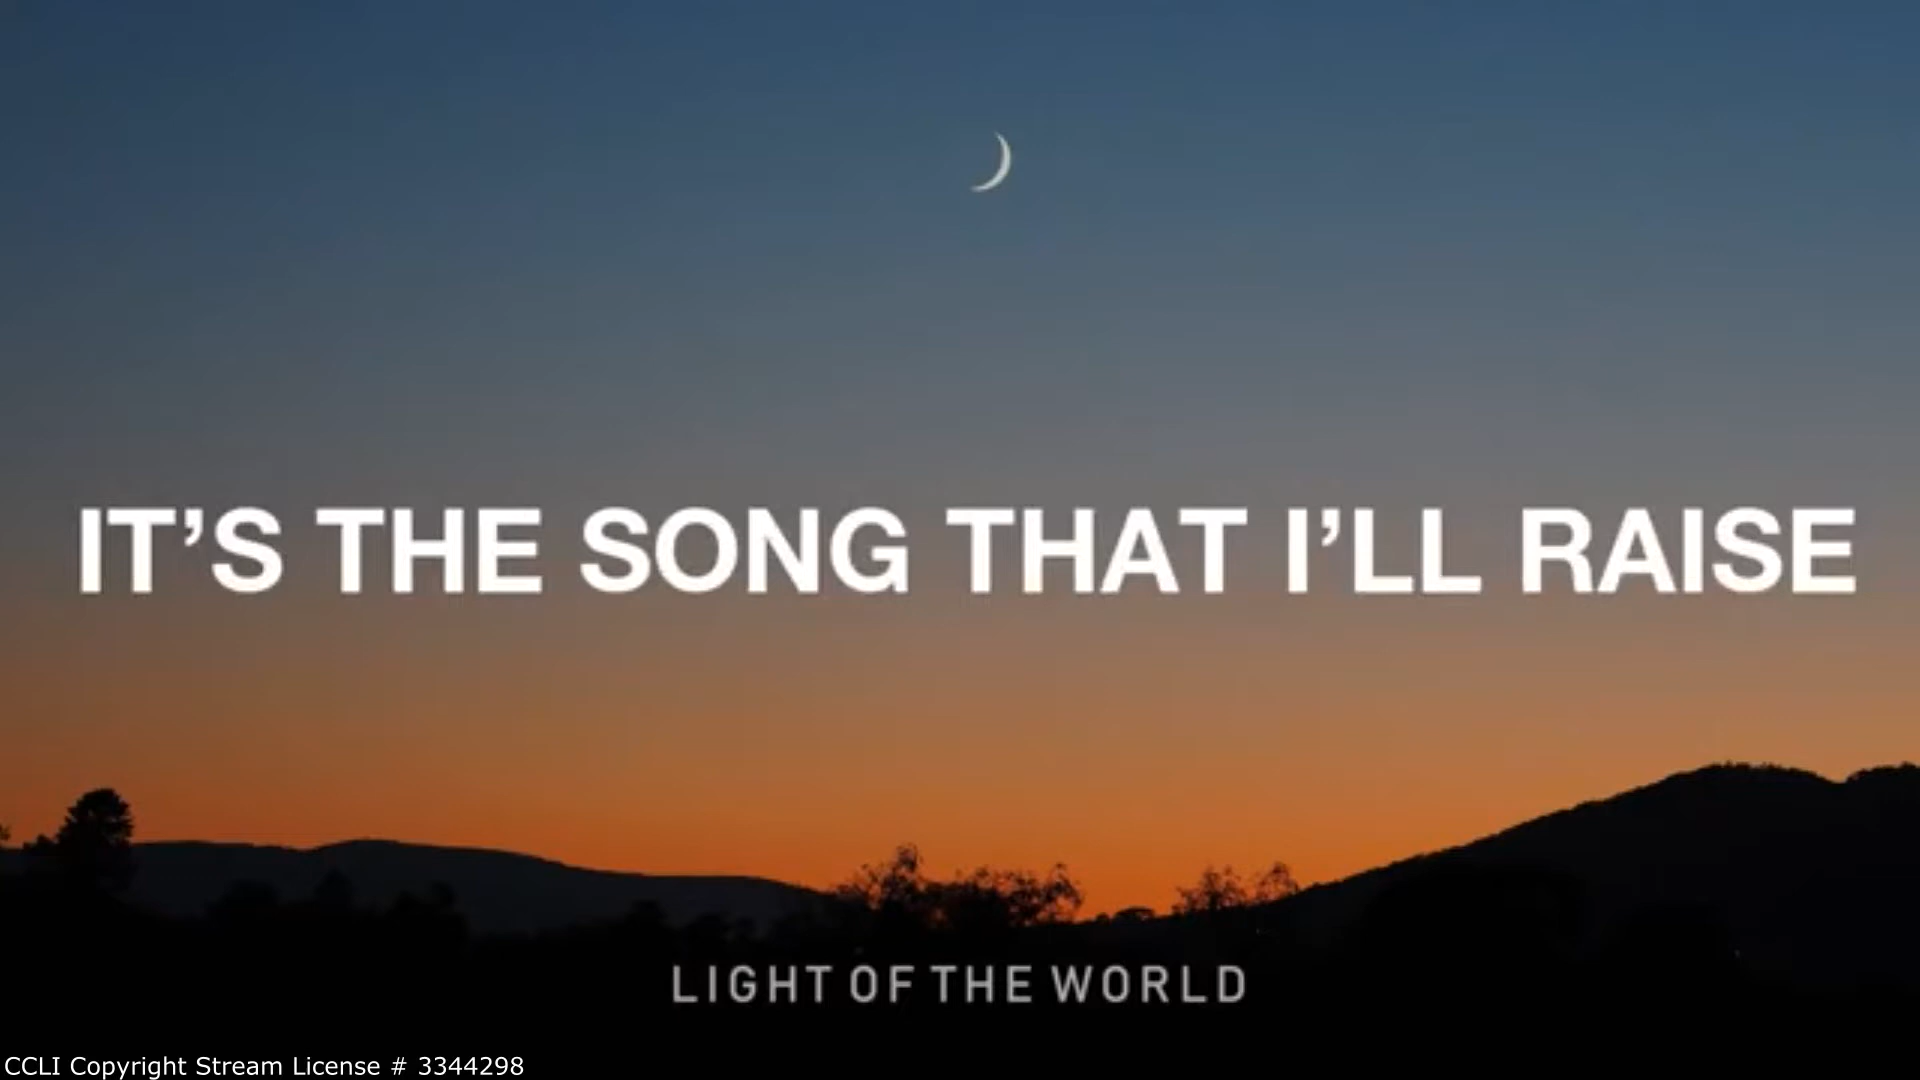 IT’S THE SONG THAT I’LL RAISE
LIGHT OF THE WORLD
CCLI Copyright Stream License # 3344298